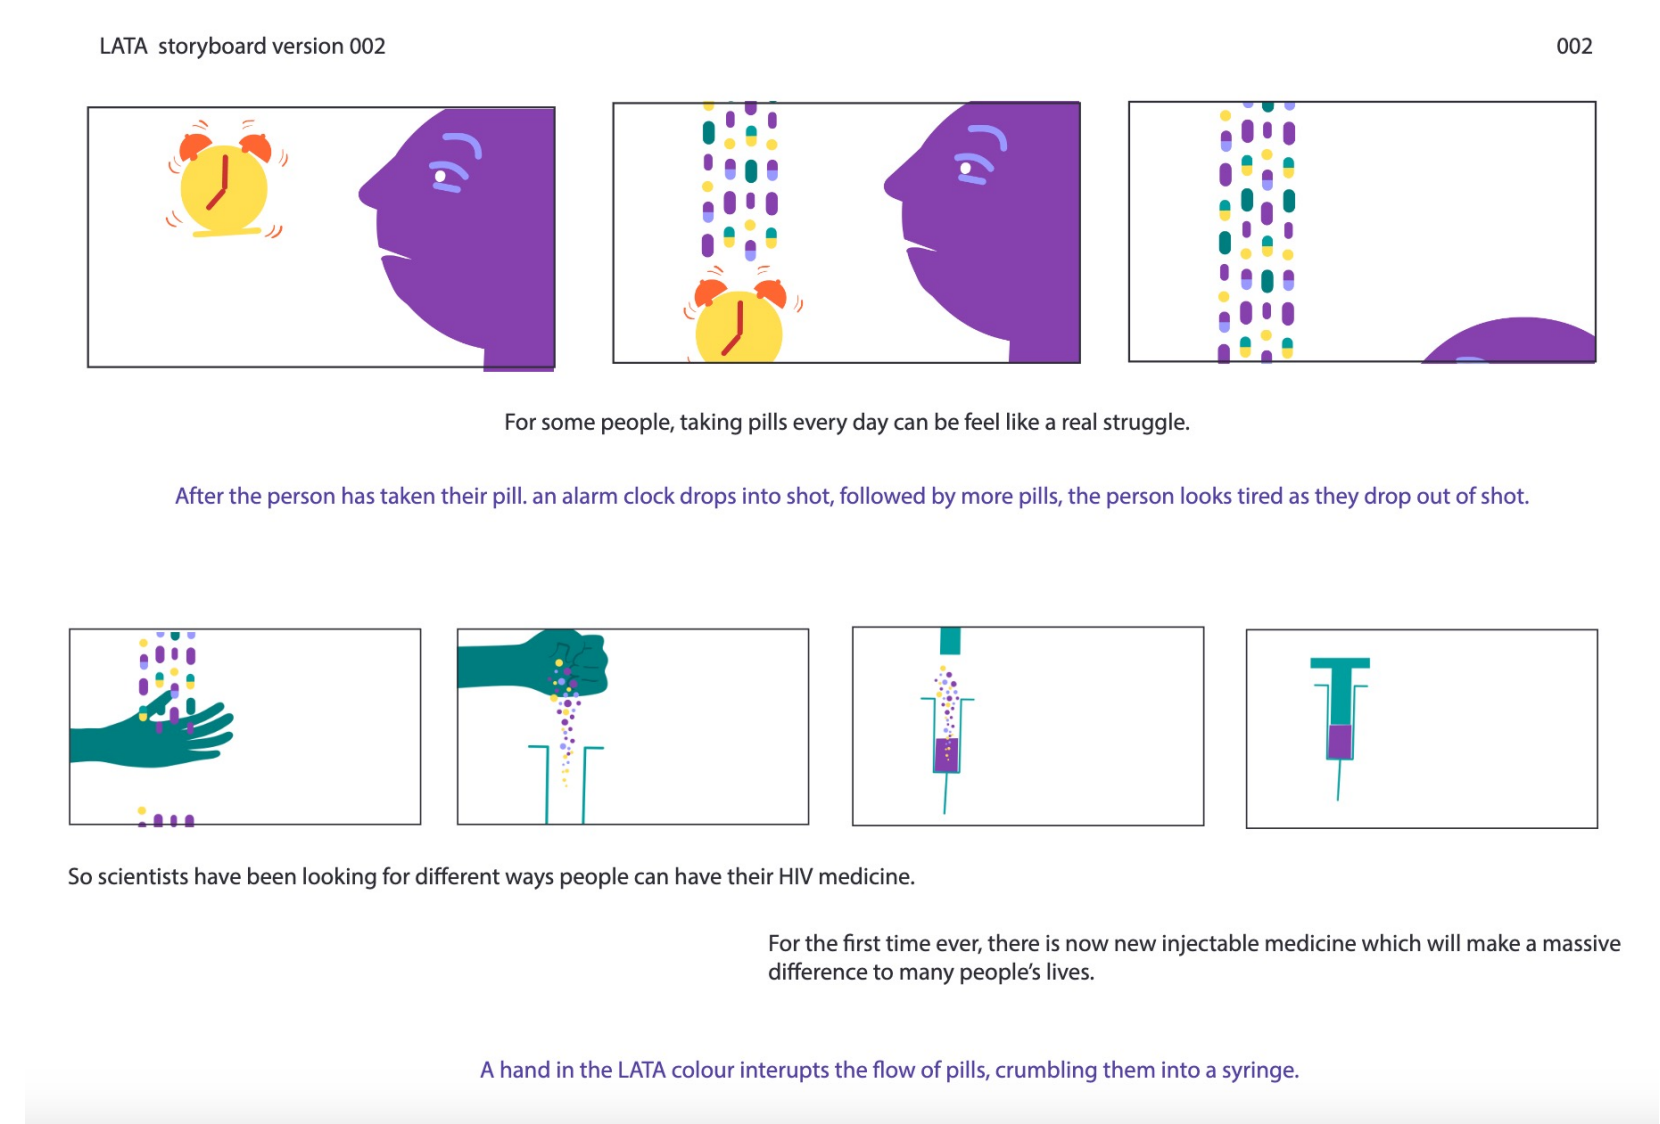 LATA storyboard version 002
002
For some people, taking pills every day can be feel like a real struggle.
After the person has taken their pill. an alarm clock drops into shot, followed by more pills, the person looks tired as they drop out of shot.
So scientists have been looking for different ways people can have their HIV medicine.
For the first time ever, there is now new injectable medicine which will make a massive
difference to many people’s lives.
A hand in the LATA colour interupts the flow of pills, crumbling them into a syringe.